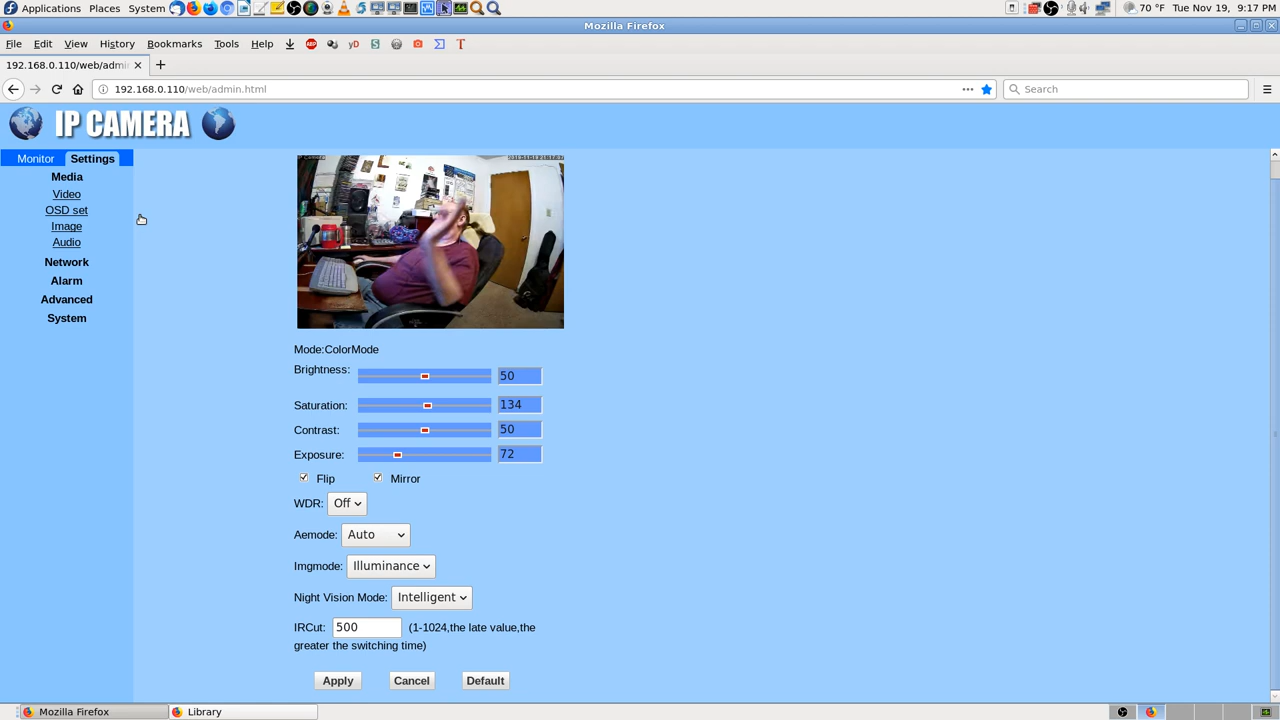 Applications Places System 70 °F Tue Nov 19, 9:17 PM
Mozilla Firefox
File Edit View History Bookmarks Tools Help ABP yD S Σ T
192.168.0.110/web/admi
192.168.0.110/web/admin.html Search
IP CAMERA
Monitor Settings
Media
Video
OSD set
Image
Audio
Network
Alarm
Advanced
System
Mode:ColorMode
Brightness: 50
Saturation: 134
Contrast: 50
Exposure: 72
Flip Mirror
WDR: Off
Aemode: Auto
Imgmode: Illuminance
Night Vision Mode: Intelligent
IRCut: 500 (1-1024,the late value,the
greater the switching time)
Apply Cancel Default
Mozilla Firefox Library